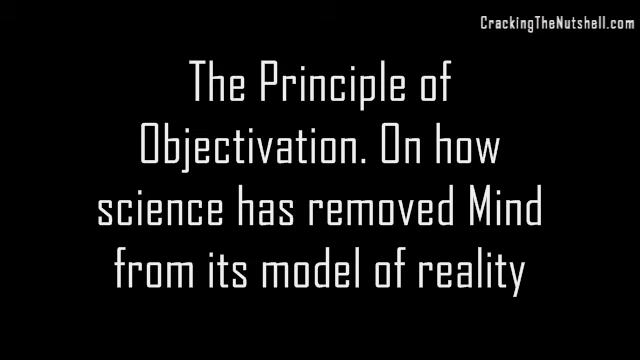 CrackingTheNutshell.com
The Principle of
Objectivation. On how
science has removed Mind
from its model of reality